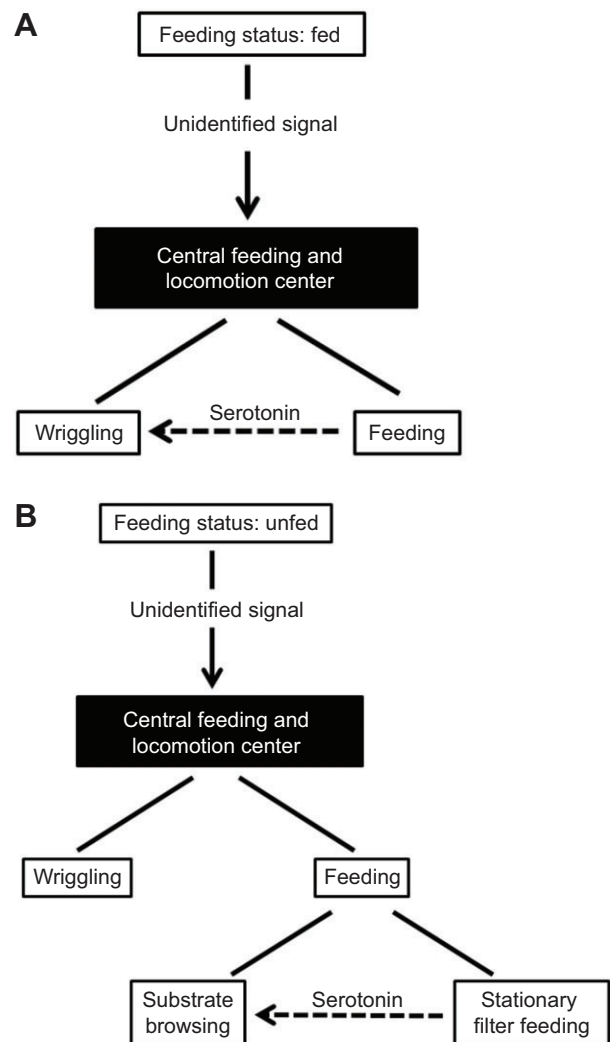 A
Feeding status: fed
Unidentified signal
Central feeding and
locomotion center
Serotonin
Wriggling
Feeding
B
Feeding status: unfed
Unidentified signal
Central feeding and
locomotion center
Wriggling
Feeding
Substrate
browsing
Serotonin
Stationary
filter feeding